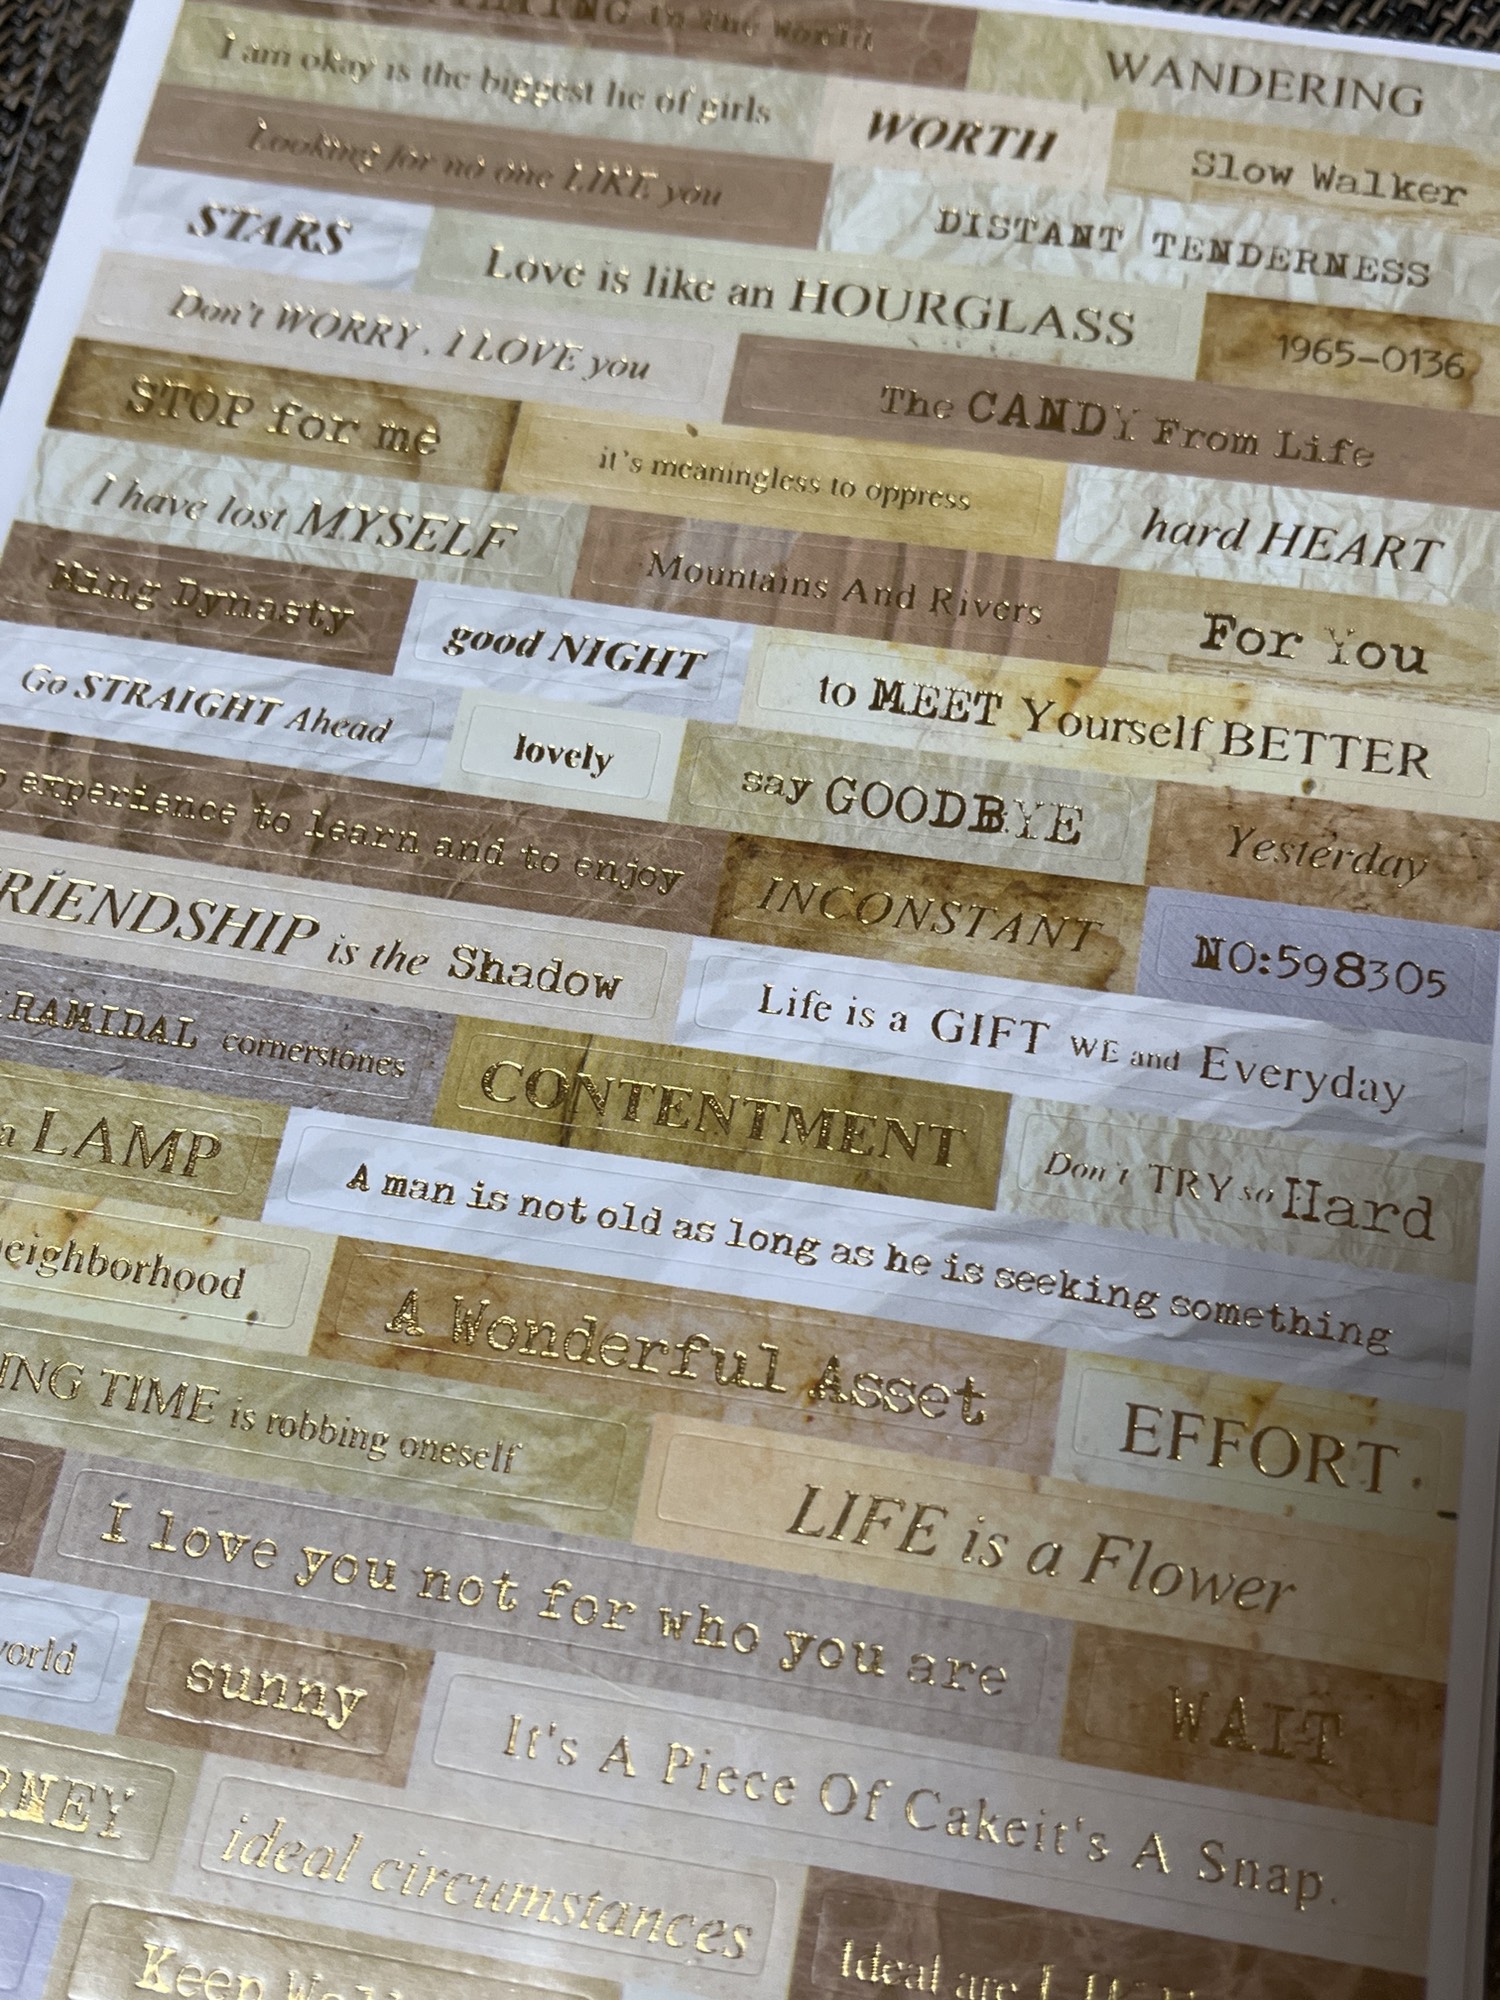 in The World
WANDERING
I am okay is the biggest lie of girls
WORTH
Slow Walker
Looking for no one LIKE you
DISTANT TENDERNESS
STARS
Love is like an HOURGLASS
1965-0136
Don't WORRY, I LOVE you
The CANDY From Life
STOP for me
it's meaningless to oppress
hard HEART
I have lost MYSELF
Mountains And Rivers
For You
Ming Dynasty
good NIGHT
to MEET Yourself BETTER
Go STRAIGHT Ahead
lovely
say GOODBYE
Yesterday
experience to learn and to enjoy
INCONSTANT
NO:598305
RIENDSHIP is the Shadow
Life is a GIFT WE and Everyday
RAMIDAL cornerstones
CONTENTMENT
Don't TRY so Hard
a LAMP
A man is not old as long as he is seeking something
eighborhood
A Wonderful Asset
EFFORT
ING TIME is robbing oneself
LIFE is a Flower
I love you not for who you are
WAIT
orld
sunny
It's A Piece Of Cakeit's A Snap.
NEY
ideal circumstances
Ideal are
Keep